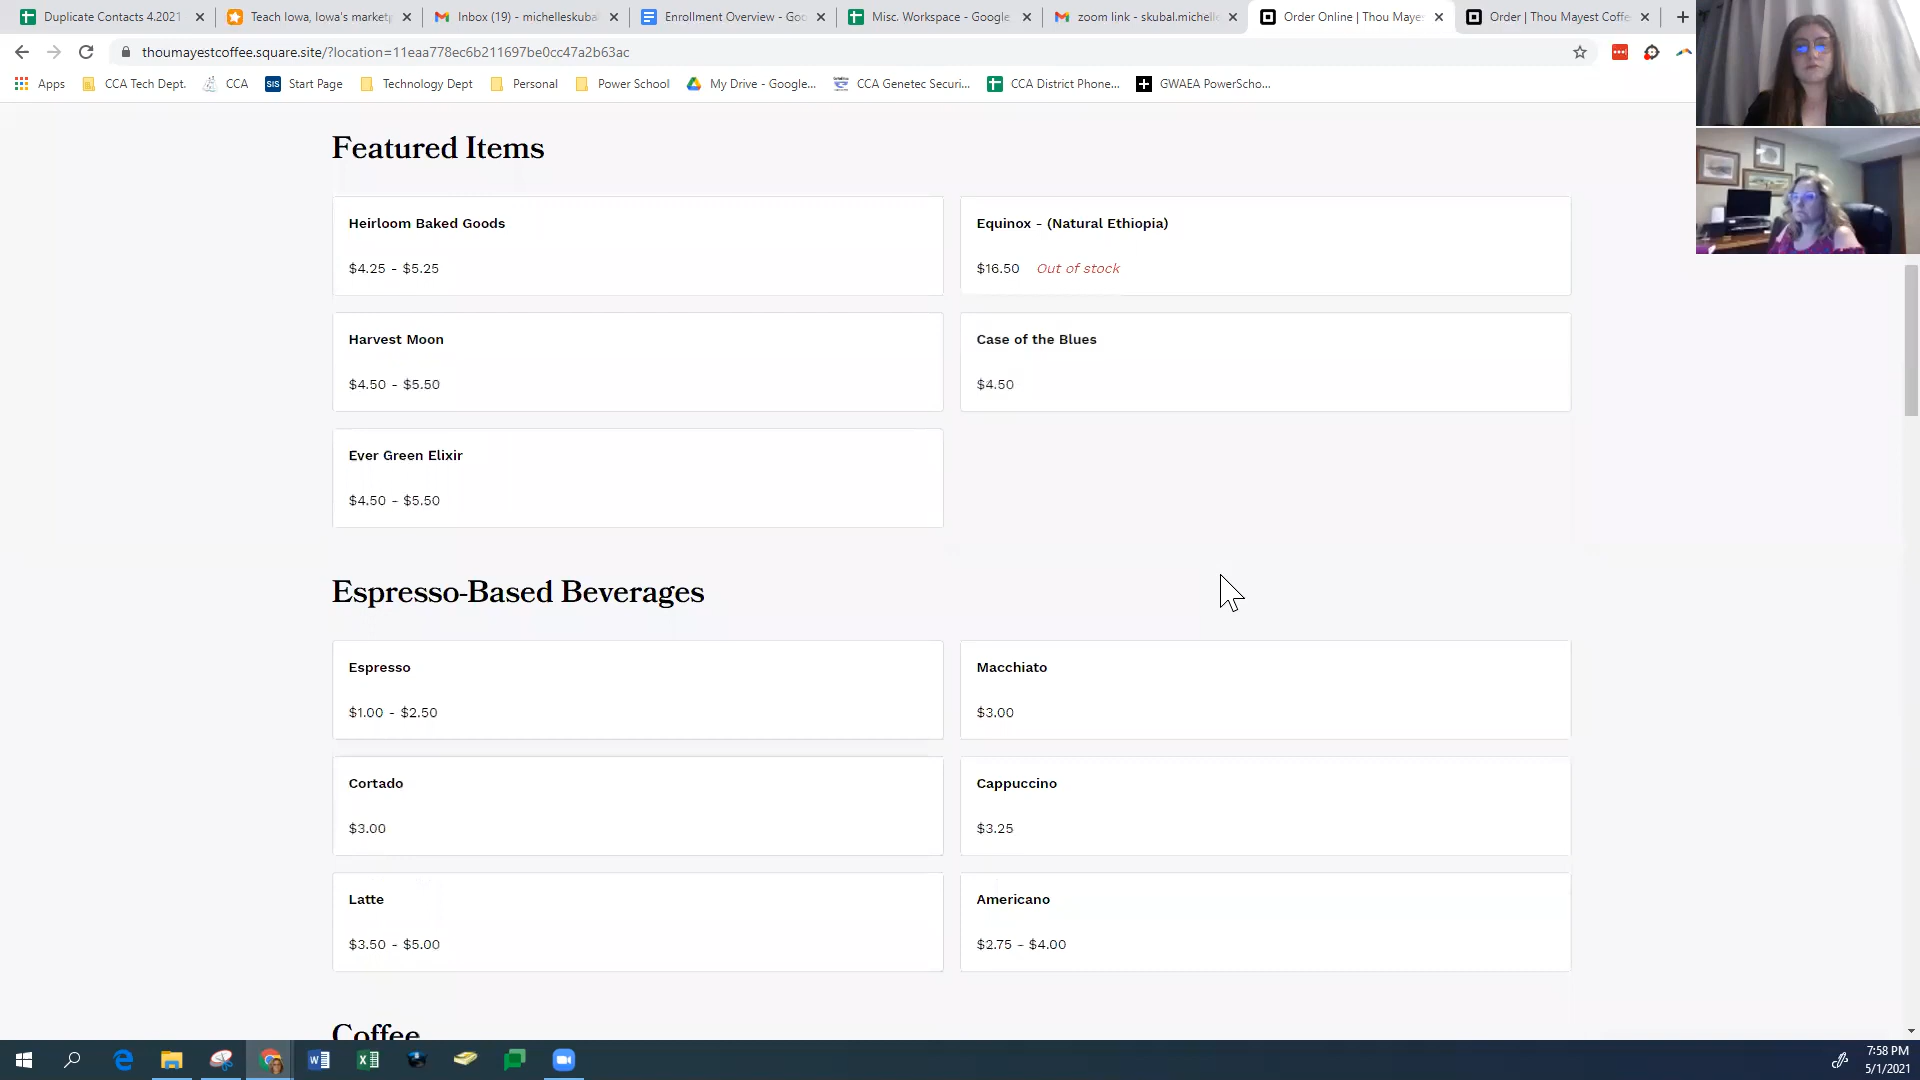 Duplicate Contacts 4.2021
Teach Iowa, Iowa's market
Inbox (19) - michelleskuba
Enrollment Overview - Goo
Misc. Workspace - Google
zoom link - skubal.michelle
Order Online | Thou Mayes
Order | Thou Mayest Coffe
thoumayestcoffee.square.site/?location=11eaa778ec6b211697be0cc47a2b63ac
Apps
CCA Tech Dept.
CCA
SIS
Start Page
Technology Dept
Personal
Power School
My Drive - Google...
CCA Genetec Securi...
CCA District Phone...
GWAEA PowerScho...
Featured Items
Heirloom Baked Goods
$4.25 - $5.25
Equinox - (Natural Ethiopia)
$16.50 Out of stock
Harvest Moon
$4.50 - $5.50
Case of the Blues
$4.50
Ever Green Elixir
$4.50 - $5.50
Espresso-Based Beverages
Espresso
$1.00 - $2.50
Macchiato
$3.00
Cortado
$3.00
Cappuccino
$3.25
Latte
$3.50 - $5.00
Americano
$2.75 - $4.00
Coffee
7:58 PM
5/1/2021